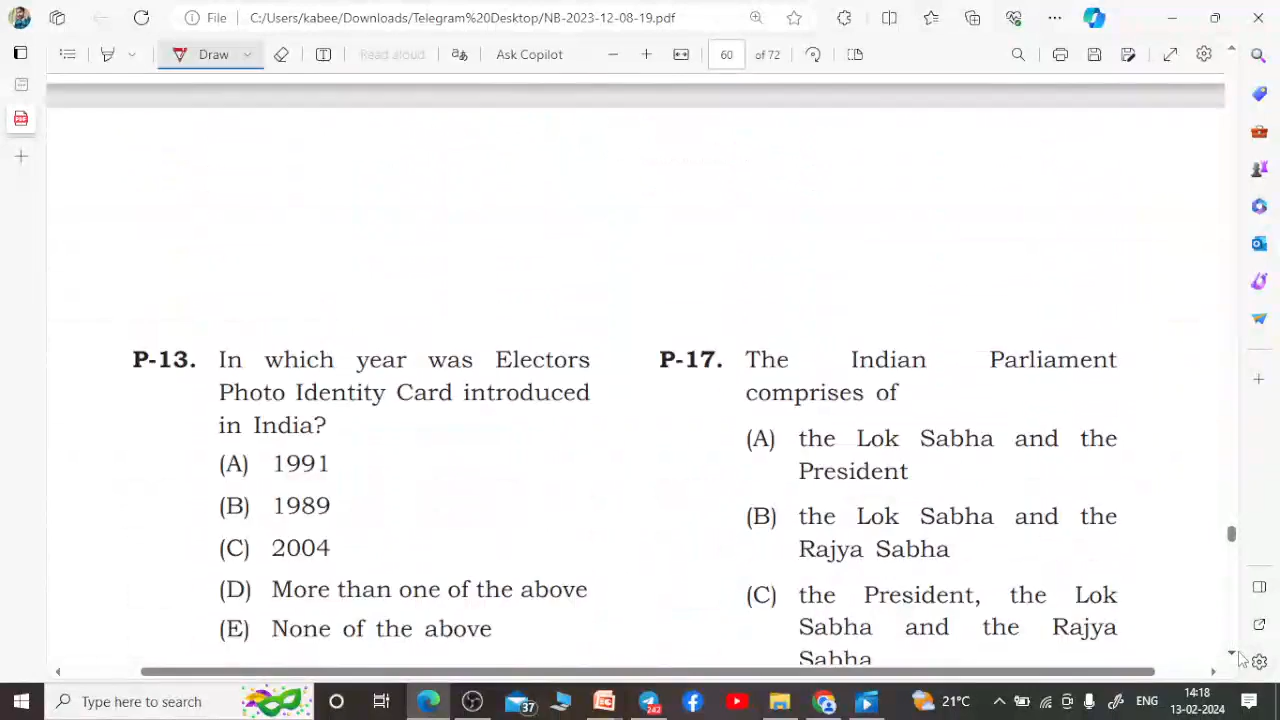 File
C:/Users/kabee/Downloads/Telegram%20Desktop/NB-2023-12-08-19.pdf
Draw
Read aloud
Ask Copilot
60
of 72
P-13. In which year was Electors
Photo Identity Card introduced
in India?
(A) 1991
(B) 1989
(C) 2004
(D) More than one of the above
(E) None of the above
P-17. The Indian Parliament
comprises of
(A) the Lok Sabha and the
President
(B) the Lok Sabha and the
Rajya Sabha
(C) the President, the Lok
Sabha and the Rajya
Sabha
Type here to search
37
242
21°C
ENG
14:18
13-02-2024